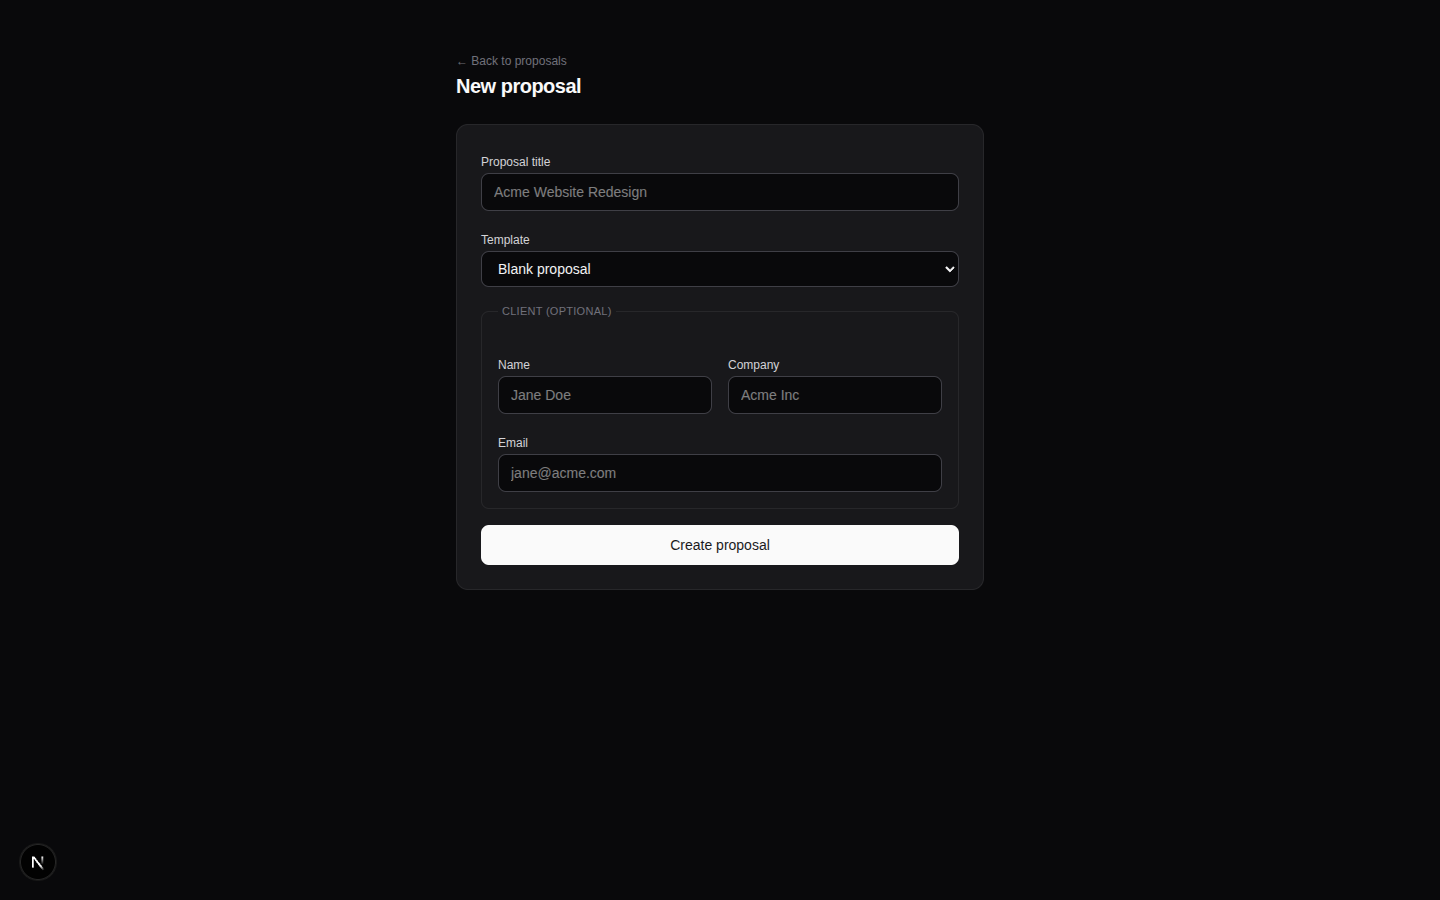 ← Back to proposals
New proposal
Proposal title
Acme Website Redesign
Template
Blank proposal
CLIENT (OPTIONAL)
Name
Company
Jane Doe
Acme Inc
Email
jane@acme.com
Create proposal
N